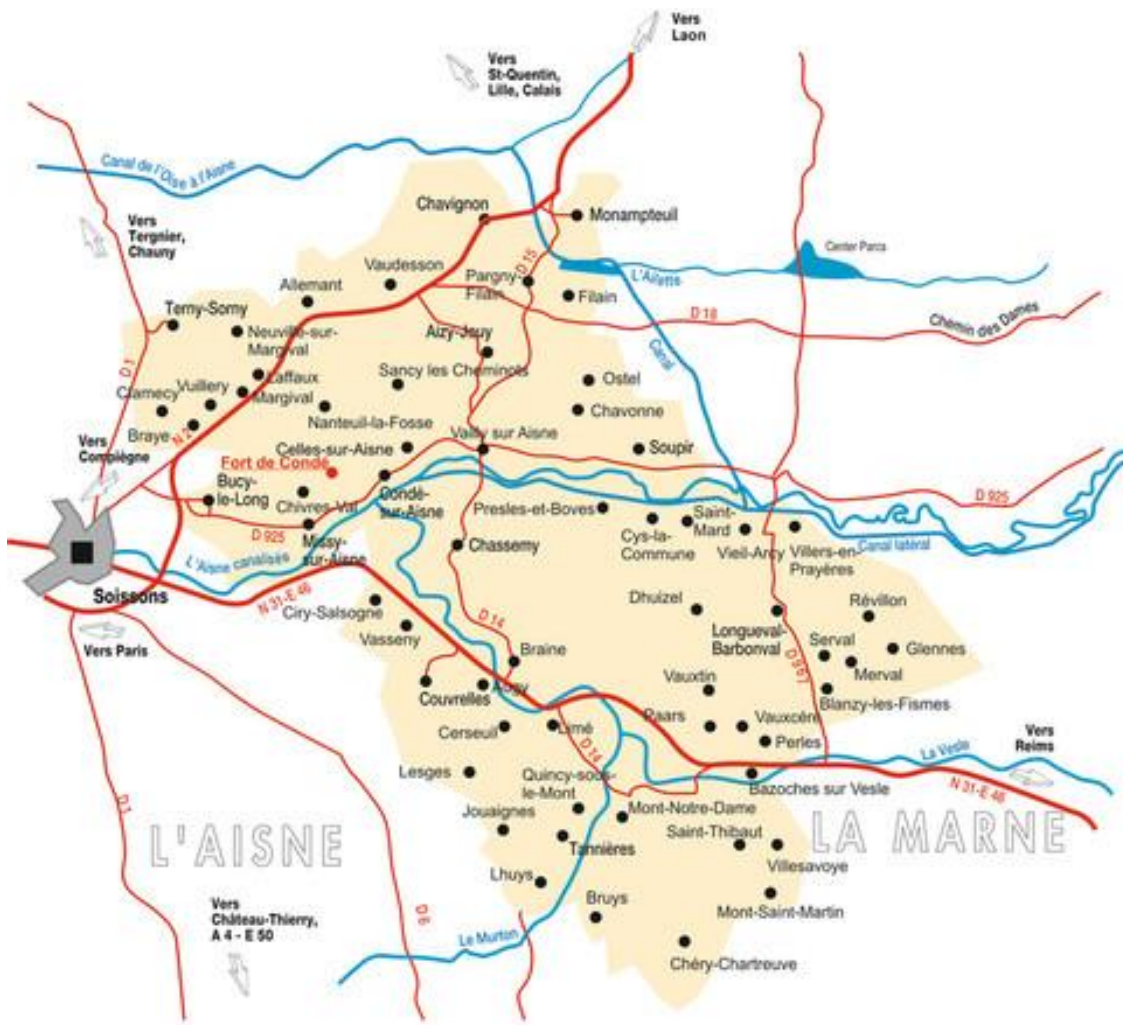 Vers
Laon
Vers
St-Quentin,
Lille, Calais
Canal de l'Oise à l'Aisne
Vers
Tergnier,
Chauny
Chavignon
Monampteuil
Center Parcs
D 15
Vaudesson
Pargny-
Filain
L'Ailette
Allemant
Filain
Terny-Sorny
D 18
Chemin des Dames
Neuville-sur-
Margival
Aizy-Jouy
Canal
D 1
Laffaux
Sancy les Cheminots
Ostel
Vuillery
Margival
Clamecy
Chavonne
Nanteuil-la-Fosse
Braye
N 2
Vailly sur Aisne
Soupir
Vers
Compiègne
Celles-sur-Aisne
Fort de Condé
Bucy-
le-Long
Chivres-Val
Condé-
sur-Aisne
D 925
Presles-et-Boves
Saint-
Mard
Cys-la-
Commune
Vieil-Arcy
Villers-en-
Prayères
Canal latéral
D 925
Missy-
sur-Aisne
Chassemy
L'Aisne canalisée
Soissons
N 31-E 46
Ciry-Salsogne
Dhuizel
Révillon
Vasseny
D 14
Longueval-
Barbonval
Serval
Glennes
Vers Paris
Braine
Merval
D 967
Vauxtin
Couvrelles
Augy
Blanzy-les-Fismes
Paars
Vauxcéré
Cerseuil
Limé
Perles
Vers
Reims
D 14
La Vesle
Lesges
Quincy-sous-
le-Mont
Bazoches sur Vesle
N 31-E 46
D 1
Jouaignes
Mont-Notre-Dame
L'AISNE
LA MARNE
Saint-Thibaut
Tannières
Villesavoye
Lhuys
Bruys
Mont-Saint-Martin
Vers
Château-Thierry,
A 4 - E 50
D 6
Le Murton
Chéry-Chartreuve